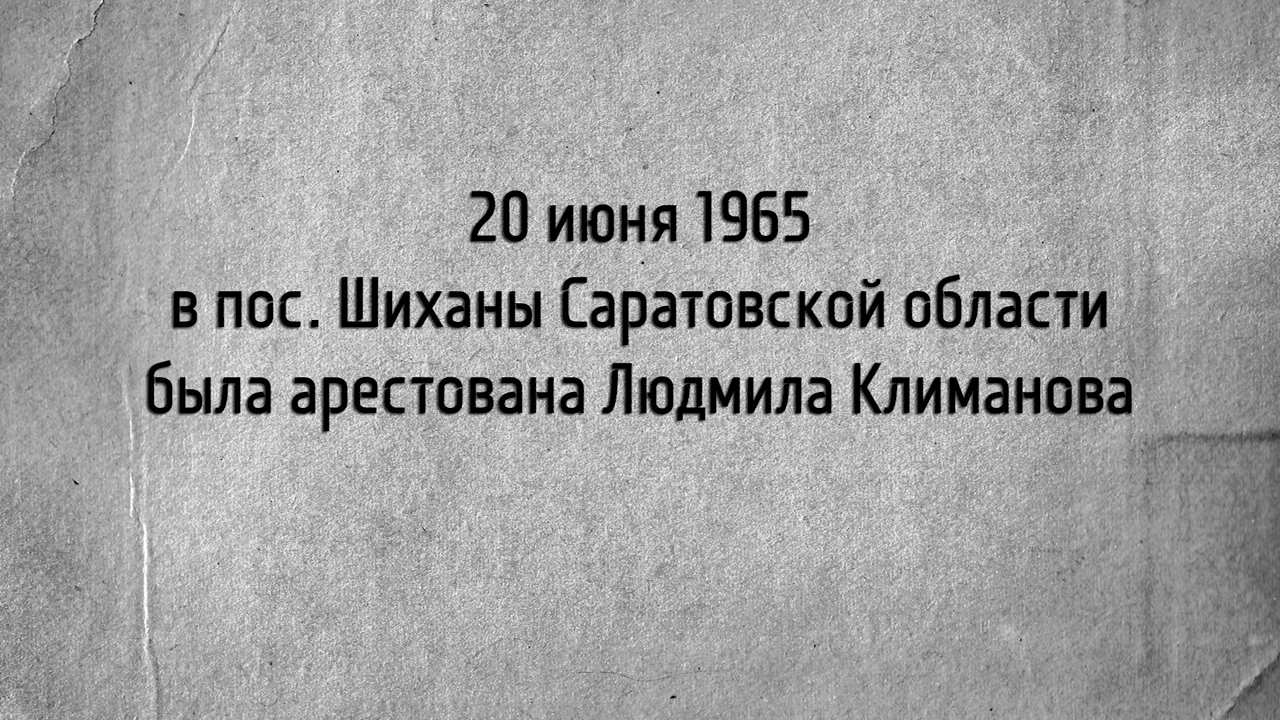 20 июня 1965
в пос. Шиханы Саратовской области
была арестована Людмила Климанова